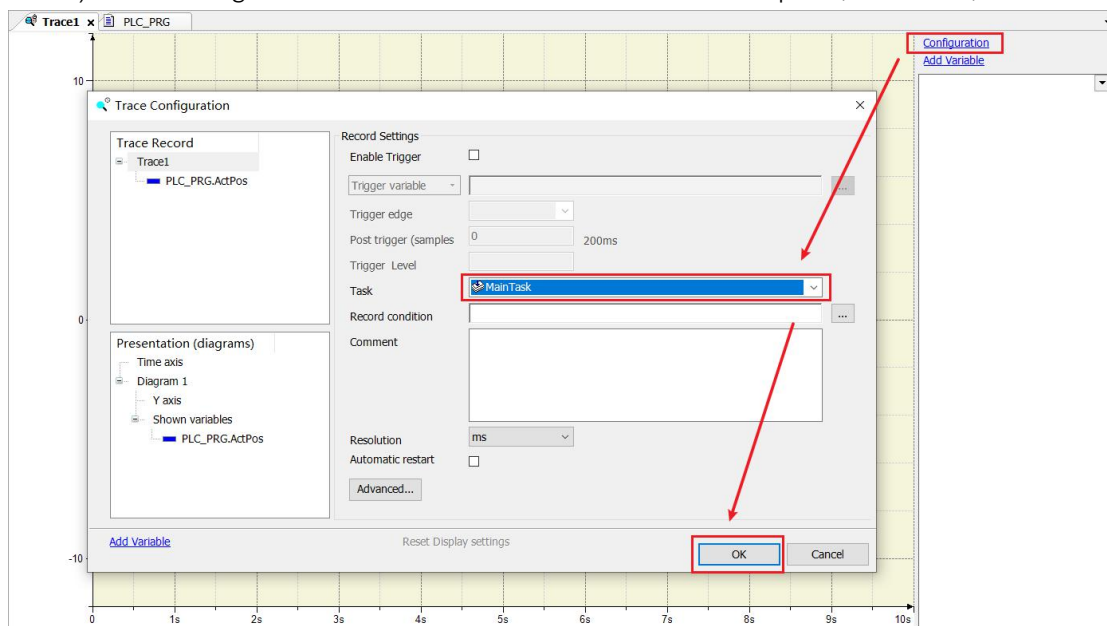 Trace1 x PLC_PRG
Configuration
Add Variable
10
Trace Configuration
Trace Record
Trace1
PLC_PRG.ActPos
Record Settings
Enable Trigger
Trigger variable
...
Trigger edge
Post trigger (samples 0 200ms
Trigger Level
Task MainTask
Record condition ...
Comment
0
Presentation (diagrams)
Time axis
Diagram 1
Y axis
Shown variables
PLC_PRG.ActPos
Resolution ms
Automatic restart
Advanced...
Add Variable Reset Display settings OK Cancel
-10
0 1s 2s 3s 4s 5s 6s 7s 8s 9s 10s